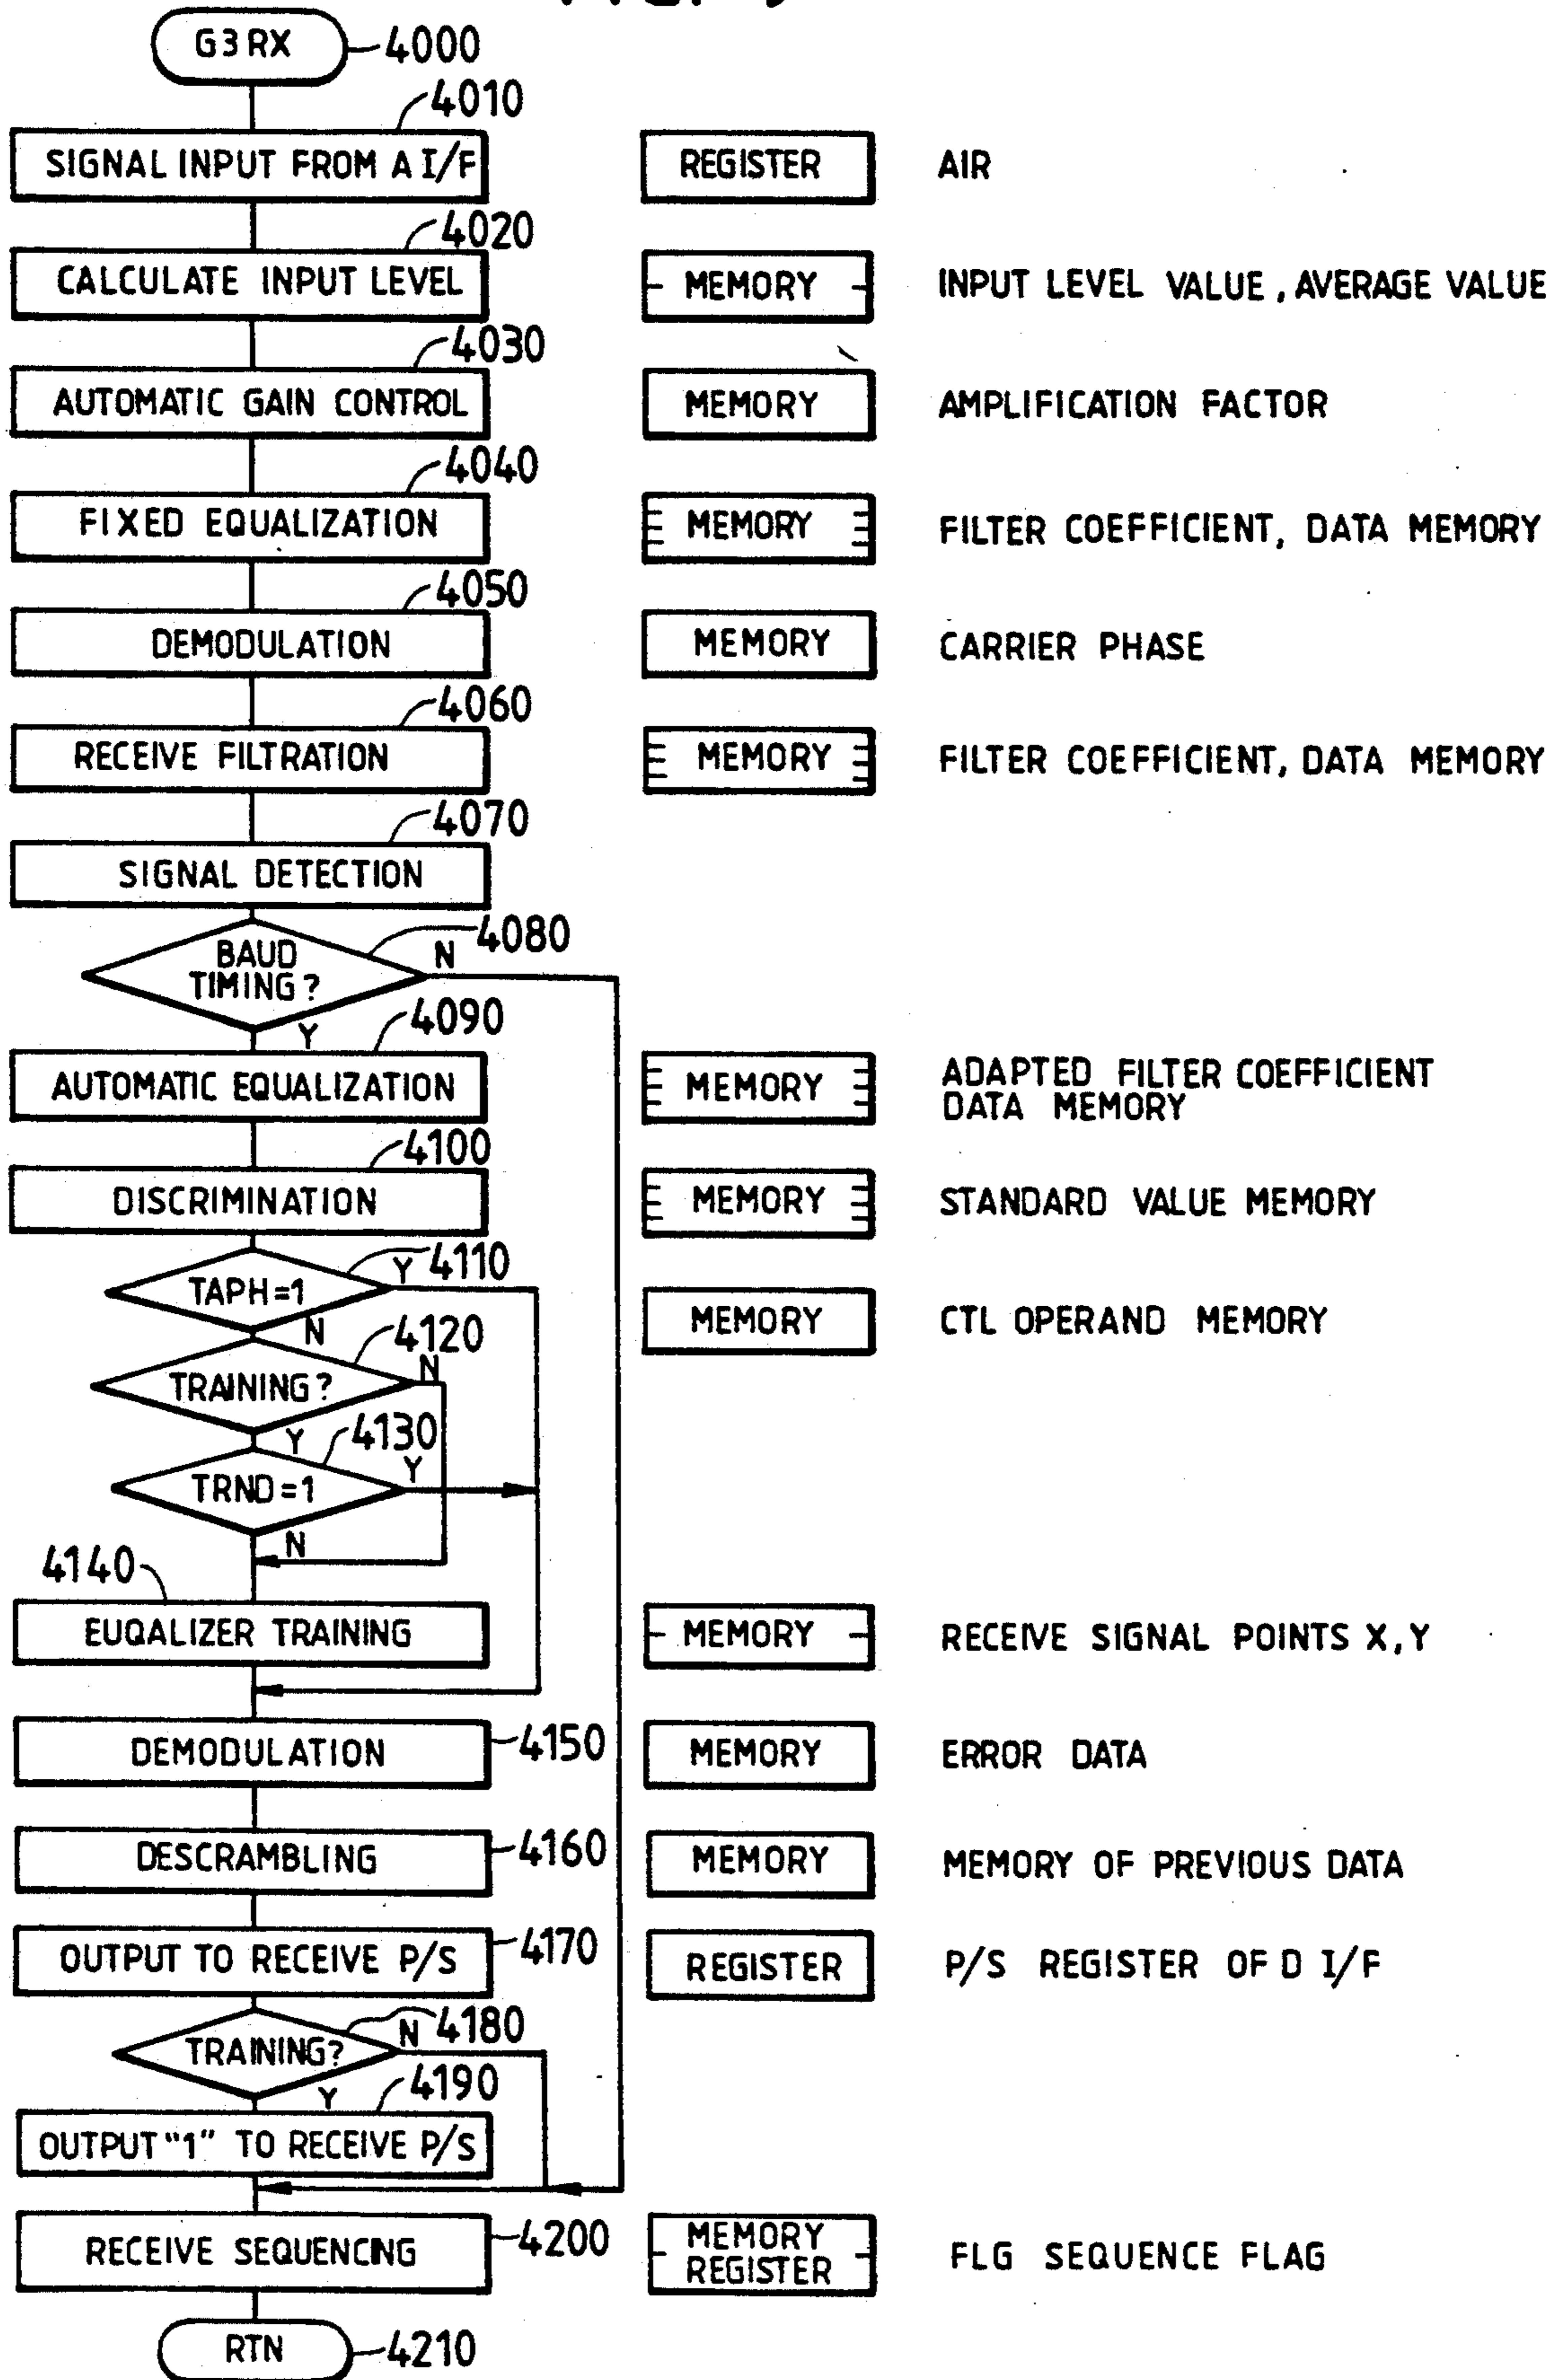 G3 RX 4000
4010
SIGNAL INPUT FROM A I/F REGISTER AIR
4020
CALCULATE INPUT LEVEL MEMORY INPUT LEVEL VALUE, AVERAGE VALUE
4030
AUTOMATIC GAIN CONTROL MEMORY AMPLIFICATION FACTOR
4040
FIXED EQUALIZATION MEMORY FILTER COEFFICIENT, DATA MEMORY
4050
DEMODULATION MEMORY CARRIER PHASE
4060
RECEIVE FILTRATION MEMORY FILTER COEFFICIENT, DATA MEMORY
4070
SIGNAL DETECTION
4080
BAUD N
TIMING?
Y 4090
AUTOMATIC EQUALIZATION MEMORY ADAPTED FILTER COEFFICIENT
DATA MEMORY
4100
DISCRIMINATION MEMORY STANDARD VALUE MEMORY
Y 4110
TAPH=1
MEMORY CTL OPERAND MEMORY
N 4120
N
TRAINING?
Y 4130
Y
TRND=1
N
4140
EUQALIZER TRAINING MEMORY RECEIVE SIGNAL POINTS X,Y
DEMODULATION 4150 MEMORY ERROR DATA
DESCRAMBLING 4160 MEMORY MEMORY OF PREVIOUS DATA
OUTPUT TO RECEIVE P/S 4170 REGISTER P/S REGISTER OF D I/F
N 4180
TRAINING?
Y 4190
OUTPUT "1" TO RECEIVE P/S
RECEIVE SEQUENCING 4200 MEMORY
REGISTER FLG SEQUENCE FLAG
RTN 4210